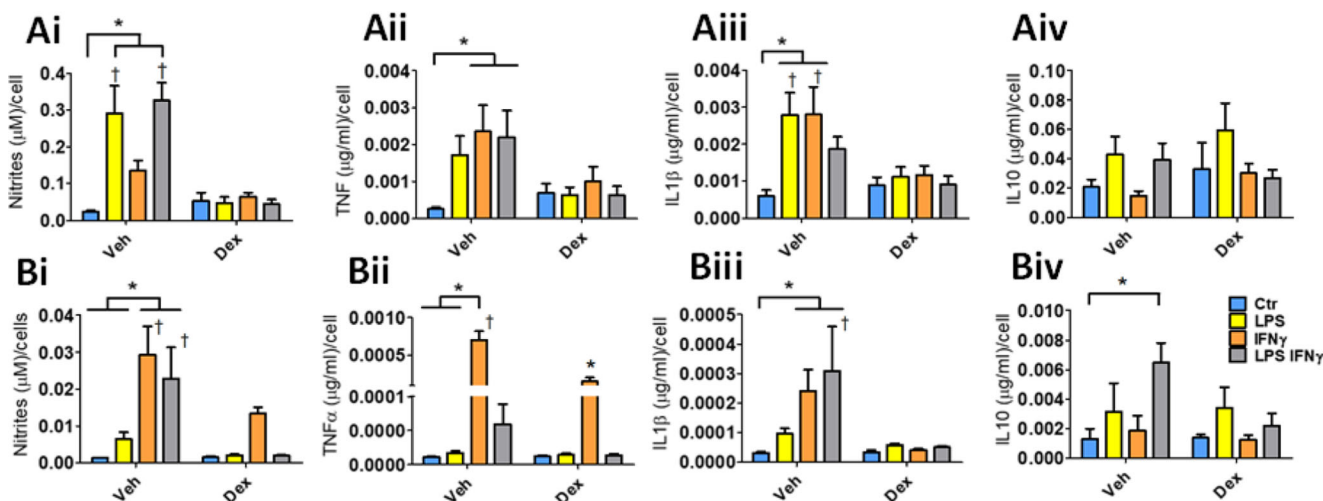 Ai
Aii
Aiii
Aiv
Nitrites (µM)/cell
0.4
0.3
0.2
0.1
0.0
*
†
†
Veh
Dex
TNF (µg/ml)/cell
0.004
0.003
0.002
0.001
0.000
*
Veh
Dex
IL1β (µg/ml)/cell
0.004
0.003
0.002
0.001
0.000
*
†
†
Veh
Dex
IL10 (µg/ml)/cell
0.10
0.08
0.06
0.04
0.02
0.00
Veh
Dex
Bi
Bii
Biii
Biv
Nitrites (µM)/cells
0.04
0.03
0.02
0.01
0.00
*
†
†
Veh
Dex
TNFα (µg/ml)/cell
0.0010
0.0005
0.0001
0.0000
*
†
*
Veh
Dex
IL1β (µg/ml)/cell
0.0005
0.0004
0.0003
0.0002
0.0001
0.0000
*
†
Veh
Dex
IL10 (µg/ml)/cell
0.010
0.008
0.006
0.004
0.002
0.000
*
Veh
Dex
Ctr
LPS
IFNγ
LPS IFNγ